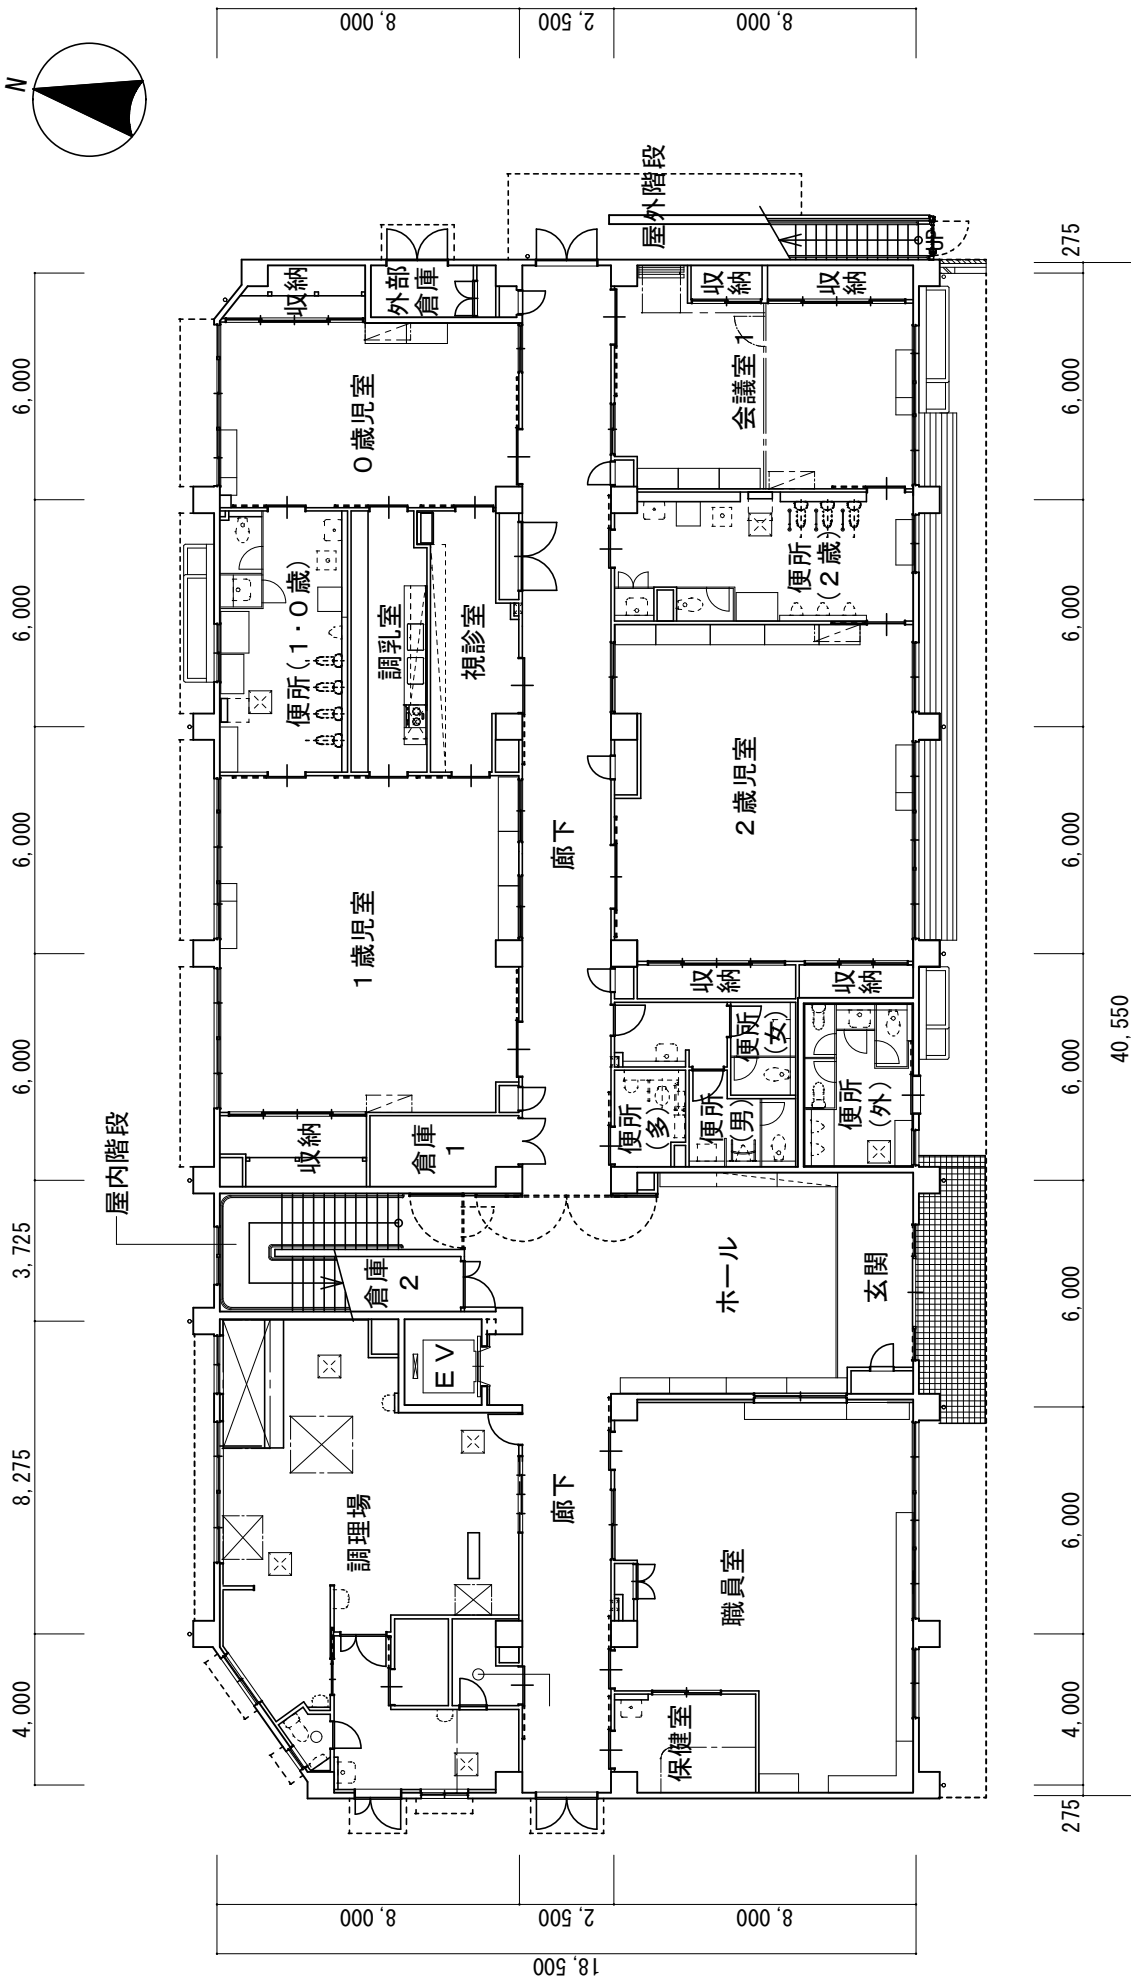 N
8,000
2,500
8,000
6,000
6,000
6,000
6,000
3,725
8,275
4,000
275
6,000
6,000
6,000
6,000
6,000
6,000
4,000
275
40,550
8,000
2,500
8,000
18,500
屋内階段
屋外階段
UP
収納
外部
倉庫
0歳児室
便所(1・0歳)
調乳室
視診室
1歳児室
収納
倉庫
1
倉庫
2
EV
調理場
廊下
廊下
収納
収納
会議室1
便所
(2歳)
2歳児室
収納
収納
便所
(女)
便所
(多)
便所
(男)
便所
(外)
ホール
玄関
職員室
保健室